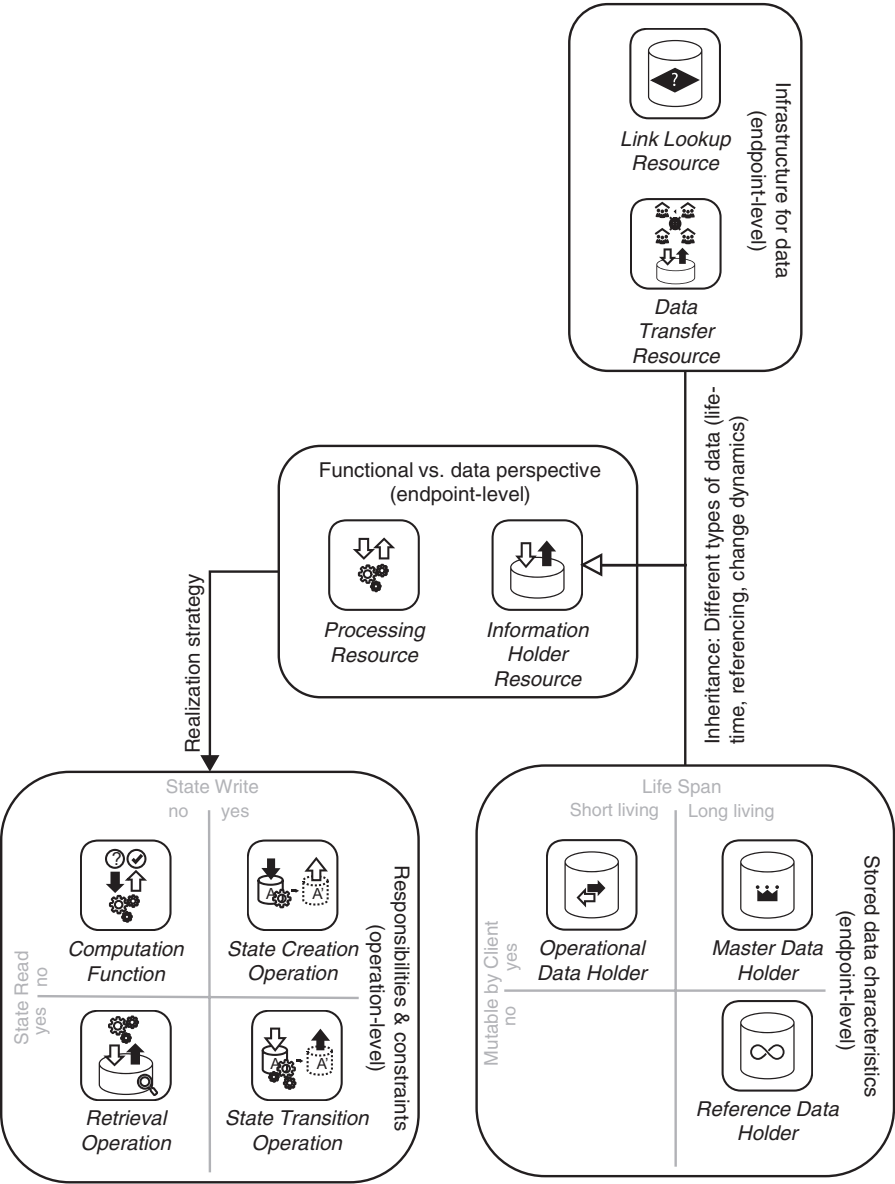 ?
Link Lookup
Resource
Data
Transfer
Resource
Infrastructure for data
(endpoint-level)
Inheritance: Different types of data (life-
time, referencing, change dynamics)
Functional vs. data perspective
(endpoint-level)
Processing
Resource
Information
Holder
Resource
Realization strategy
State Write
no yes
State Read
yes no
?
Computation
Function
A A'
State Creation
Operation
Retrieval
Operation
A A'
State Transition
Operation
Responsibilities & constraints
(operation-level)
Life Span
Short living Long living
Mutable by Client
no yes
Operational
Data Holder
Master Data
Holder
∞
Reference Data
Holder
Stored data characteristics
(endpoint-level)